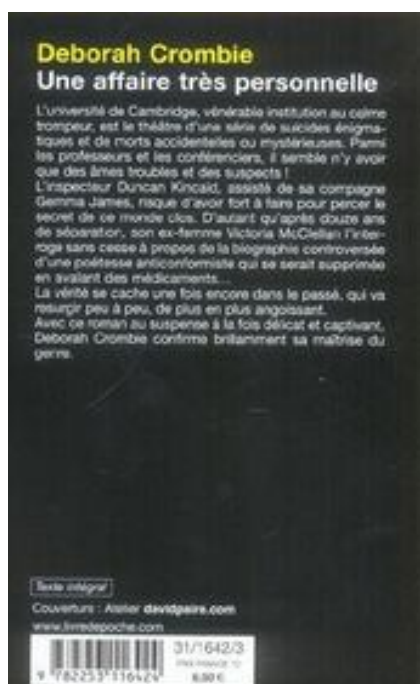 Deborah Crombie
Une affaire très personnelle
L'université de Cambridge, vénérable institution au calme
trompeur, est le théâtre d'une série de suicides énigma-
tiques et de morts accidentelles ou mystérieuses. Parmi
les professeurs et les conférenciers, il semble n'y avoir
que des âmes troubles et des suspects !
L'inspecteur Duncan Kincaid, assisté de sa compagne
Gemma James, risque d'avoir fort à faire pour percer le
secret de ce monde clos. D'autant qu'après douze ans
de séparation, son ex-femme Victoria McClellan l'inter-
roge sans cesse à propos de la biographie controversée
d'une poétesse anticonformiste qui se serait supprimée
en avalant des médicaments...
La vérité se cache une fois encore dans le passé, qui va
resurgir peu à peu, de plus en plus angoissant.
Avec ce roman au suspense à la fois délicat et captivant,
Deborah Crombie confirme brillamment sa maîtrise du
genre.
Texte intégral
Couverture : Atelier davidpaire.com
www.livredepoche.com
31/1642/3
9 782253 116424